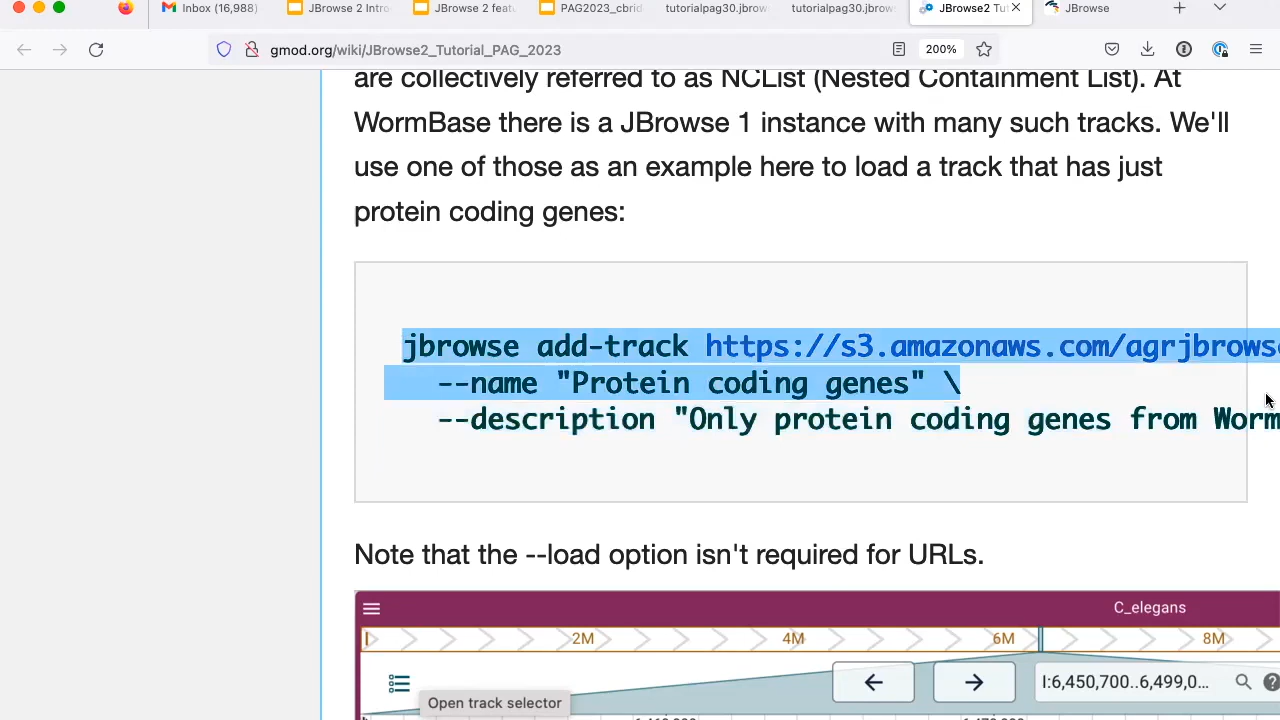 Inbox (16,988)
JBrowse 2 Intro
JBrowse 2 feat
PAG2023_cbrid
tutorialpag30.jbrow
tutorialpag30.jbrows
JBrowse2 Tut
JBrowse
gmod.org/wiki/JBrowse2_Tutorial_PAG_2023
200%
are collectively referred to as NCList (Nested Containment List). At
WormBase there is a JBrowse 1 instance with many such tracks. We'll
use one of those as an example here to load a track that has just
protein coding genes:
jbrowse add-track https://s3.amazonaws.com/agrjbrows
--name "Protein coding genes" \
--description "Only protein coding genes from Worm
Note that the --load option isn't required for URLs.
C_elegans
2M 4M 6M 8M
I:6,450,700..6,499,0...
Open track selector